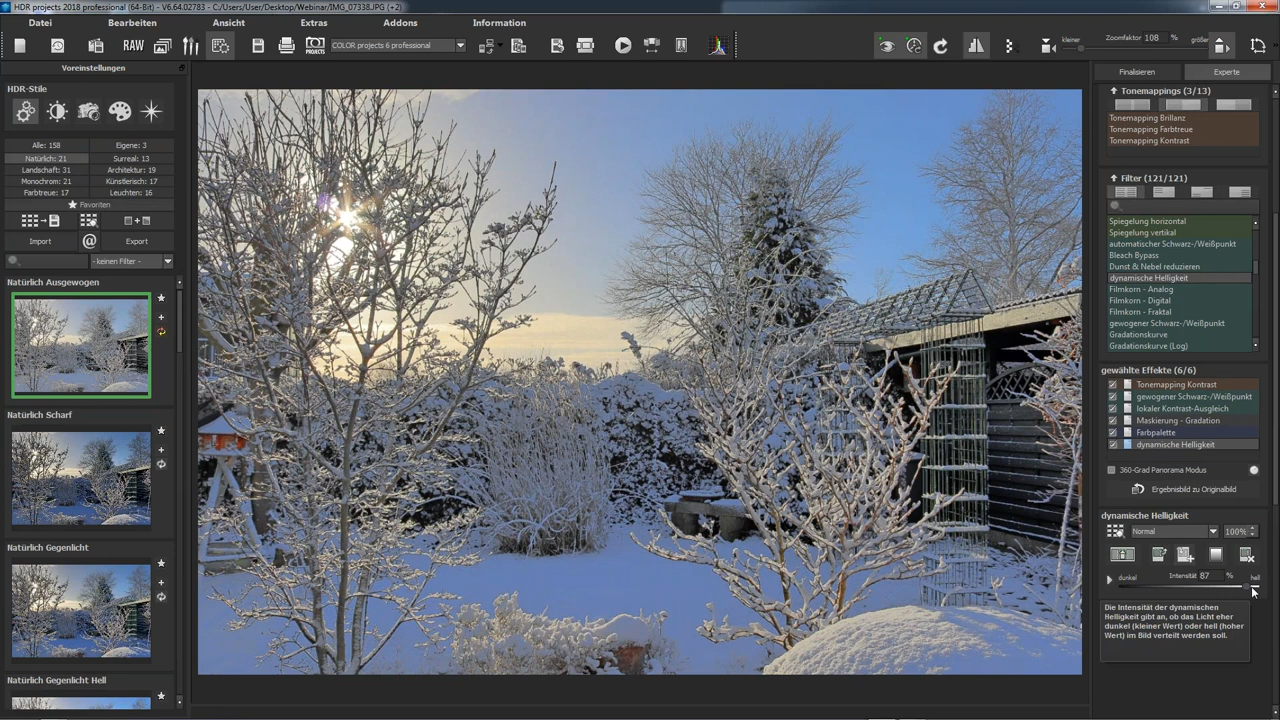 HDR projects 2018 professional (64-Bit) - V6.64.02783 - C:/Users/User/Desktop/Webinar/IMG_07338.JPG (+2)
Datei Bearbeiten Ansicht Extras Addons Information
RAW PROJECTS COLOR projects 6 professional kleiner Zoomfaktor 108 % größer
Voreinstellungen
HDR-Stile
Alle: 158 Eigene: 3
Natürlich: 21 Surreal: 13
Landschaft: 31 Architektur: 19
Monochrom: 21 Künstlerisch: 17
Farbtreue: 17 Leuchten: 16
Favoriten
Import @ Export
- keinen Filter -
Natürlich Ausgewogen
Natürlich Scharf
Natürlich Gegenlicht
Natürlich Gegenlicht Hell
Finalisieren Experte
Tonemappings (3/13)
Tonemapping Brillanz
Tonemapping Farbtreue
Tonemapping Kontrast
Filter (121/121)
Spiegelung horizontal
Spiegelung vertikal
automatischer Schwarz-/Weißpunkt
Bleach Bypass
Dunst & Nebel reduzieren
dynamische Helligkeit
Filmkorn - Analog
Filmkorn - Digital
Filmkorn - Fraktal
gewogener Schwarz-/Weißpunkt
Gradationskurve
Gradationskurve (Log)
gewählte Effekte (6/6)
Tonemapping Kontrast
gewogener Schwarz-/Weißpunkt
lokaler Kontrast-Ausgleich
Maskierung - Gradation
Farbpalette
dynamische Helligkeit
360-Grad Panorama Modus
Ergebnisbild zu Originalbild
dynamische Helligkeit
Normal 100%
dunkel Intensität 87 % hell
Die Intensität der dynamischen
Helligkeit gibt an, ob das Licht eher
dunkel (kleiner Wert) oder hell (hoher
Wert) im Bild verteilt werden soll.